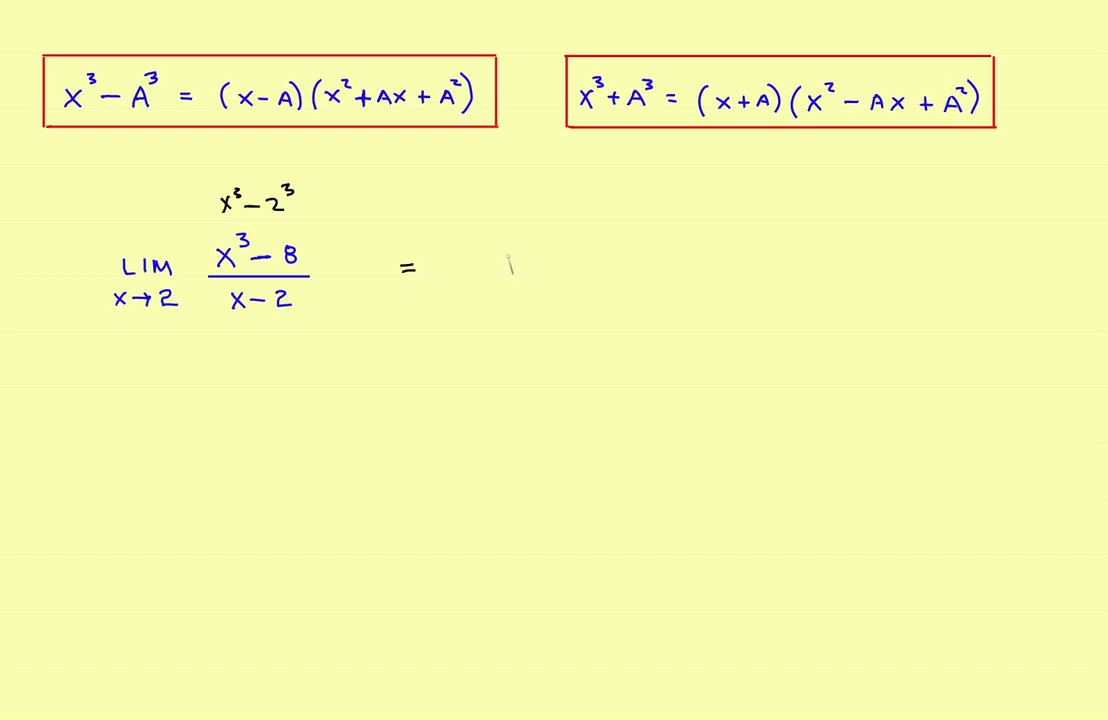 x³ - A³ = (x - A)(x² + Ax + A²)
x³ + A³ = (x + A)(x² - Ax + A²)
x³ - 2³
LIM x→2 (x³ - 8)/(x - 2) =